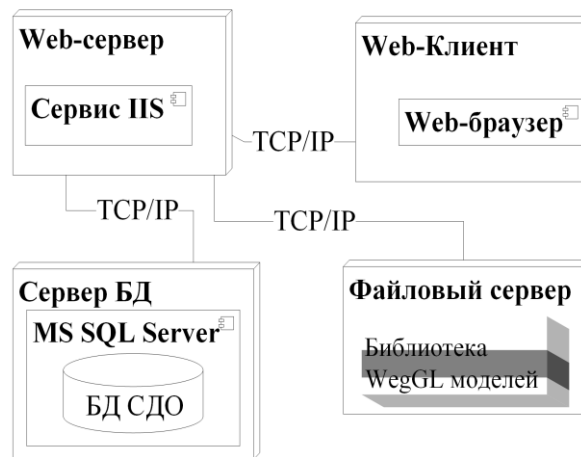 Web-сервер
Сервис IIS
Web-Клиент
Web-браузер
TCP/IP
TCP/IP
TCP/IP
Сервер БД
MS SQL Server
БД СДО
Файловый сервер
Библиотека
WegGL моделей